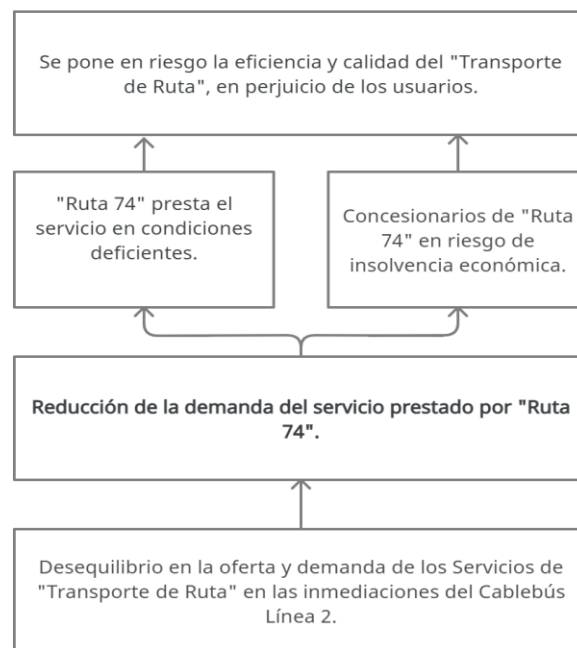 Se pone en riesgo la eficiencia y calidad del "Transporte
de Ruta", en perjuicio de los usuarios.
"Ruta 74" presta el
servicio en condiciones
deficientes.
Concesionarios de "Ruta
74" en riesgo de
insolvencia económica.
Reducción de la demanda del servicio prestado por "Ruta
74".
Desequilibrio en la oferta y demanda de los Servicios de
"Transporte de Ruta" en las inmediaciones del Cablebús
Línea 2.